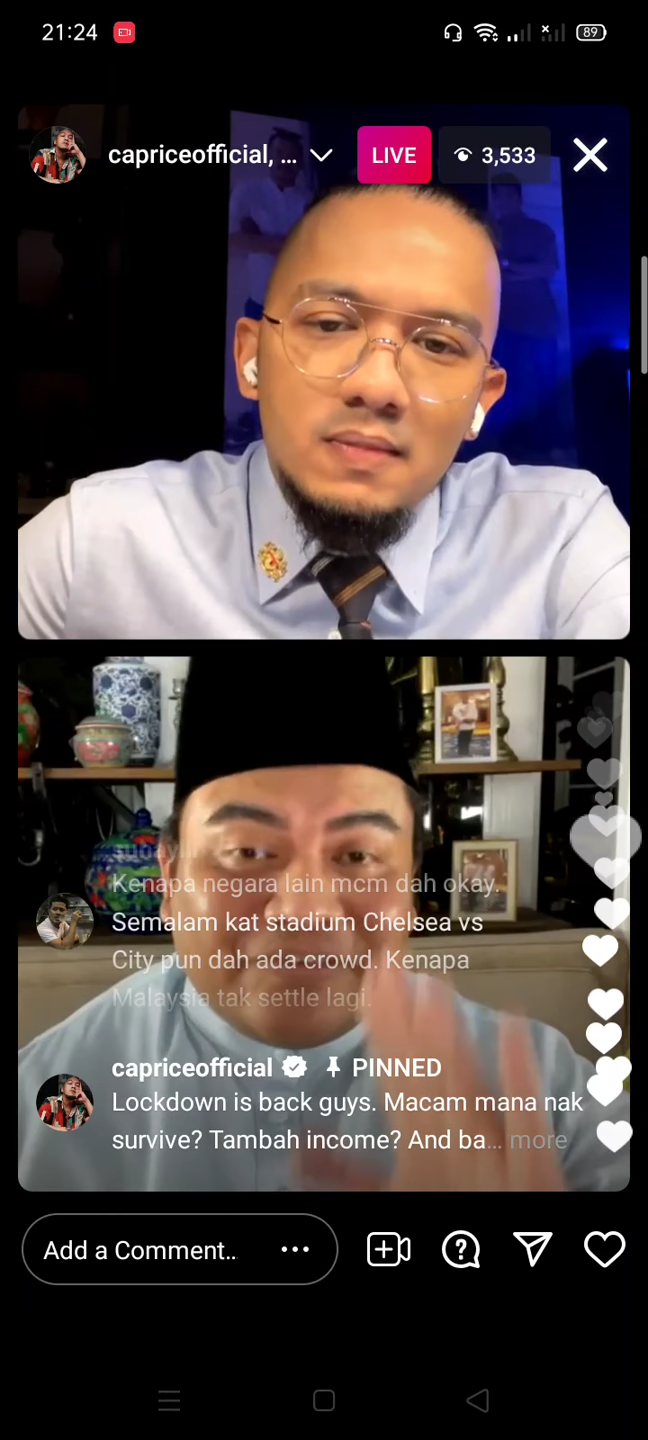 21:24
89
capriceofficial, ...
LIVE
3,533
Kenapa negara lain mcm dah okay.
Semalam kat stadium Chelsea vs
City pun dah ada crowd. Kenapa
Malaysia tak settle lagi.
capriceofficial PINNED
Lockdown is back guys. Macam mana nak
survive? Tambah income? And ba... more
Add a Comment..